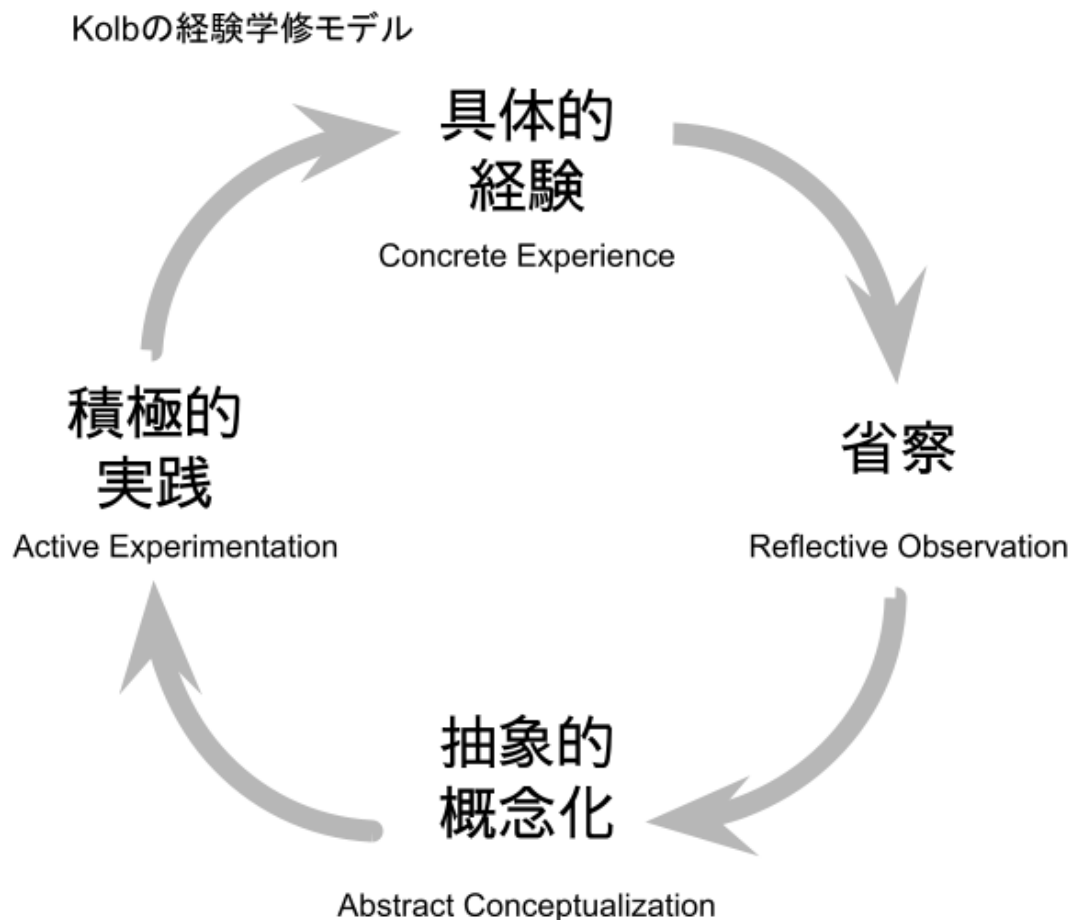 Kolbの経験学修モデル
具体的
経験
Concrete Experience
省察
Reflective Observation
抽象的
概念化
Abstract Conceptualization
積極的
実践
Active Experimentation